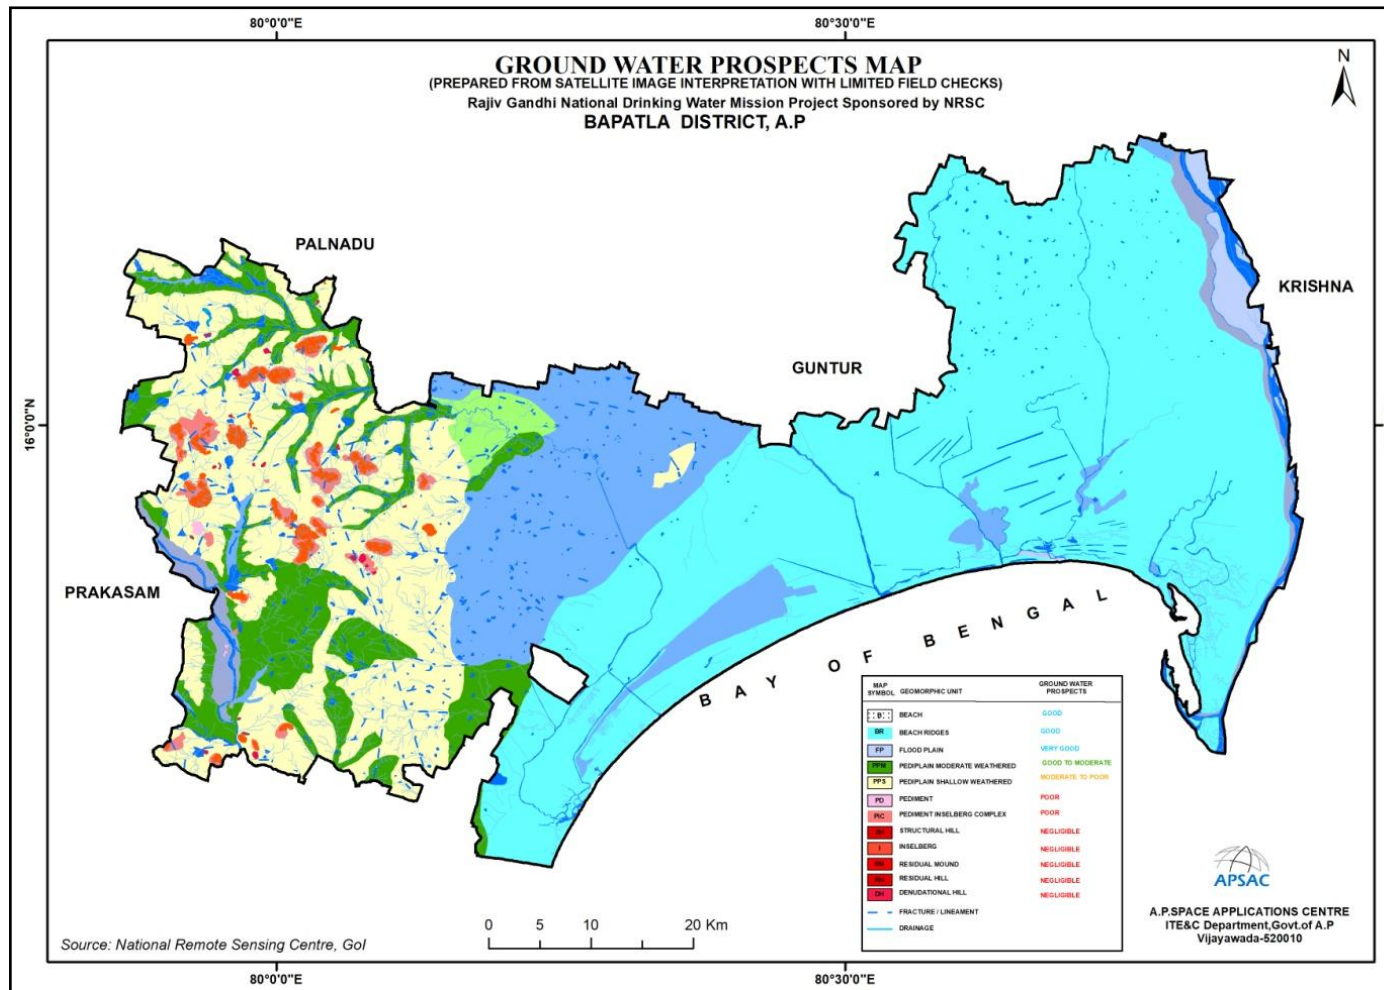 80°0'0"E 80°30'0"E
N
GROUND WATER PROSPECTS MAP
(PREPARED FROM SATELLITE IMAGE INTERPRETATION WITH LIMITED FIELD CHECKS)
Rajiv Gandhi National Drinking Water Mission Project Sponsored by NRSC
BAPATLA DISTRICT, A.P
PALNADU
KRISHNA
GUNTUR
16°0'0"N
PRAKASAM
BAY OF BENGAL
MAP SYMBOL GEOMORPHIC UNIT GROUND WATER PROSPECTS
B BEACH GOOD
BR BEACH RIDGES GOOD
FP FLOOD PLAIN VERY GOOD
PPM PEDIPLAIN MODERATE WEATHERED GOOD TO MODERATE
PPS PEDIPLAIN SHALLOW WEATHERED MODERATE TO POOR
PD PEDIMENT POOR
PIC PEDIMENT INSELBERG COMPLEX POOR
STRUCTURAL HILL NEGLIGIBLE
I INSELBERG NEGLIGIBLE
RESIDUAL MOUND NEGLIGIBLE
RESIDUAL HILL NEGLIGIBLE
DH DENUDATIONAL HILL NEGLIGIBLE
FRACTURE / LINEAMENT
DRAINAGE
APSAC
A.P.SPACE APPLICATIONS CENTRE
ITE&C Department,Govt.of A.P
Vijayawada-520010
0 5 10 20 Km
Source: National Remote Sensing Centre, GoI
80°0'0"E 80°30'0"E